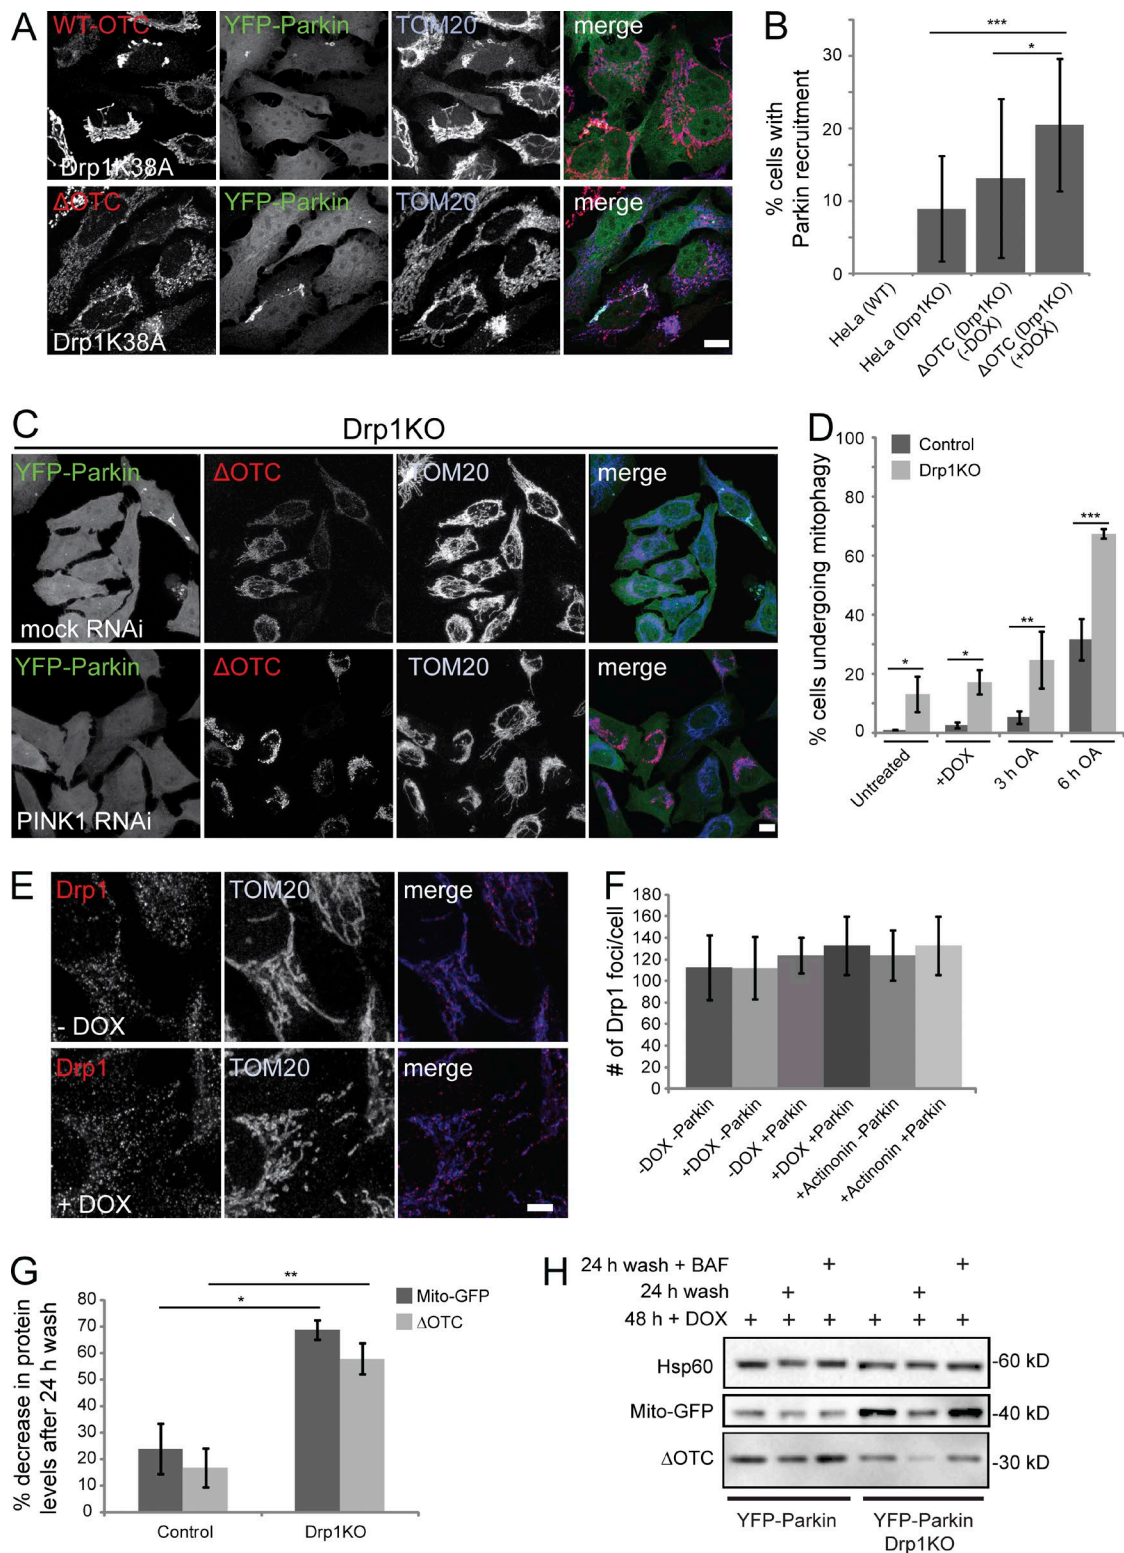 A
WT-OTC
YFP-Parkin
TOM20
merge
Drp1K38A
ΔOTC
YFP-Parkin
TOM20
merge
Drp1K38A
B
% cells with
Parkin recruitment
30
20
10
0
***
*
HeLa (WT)
HeLa (Drp1KO)
ΔOTC (Drp1KO)
(-DOX)
ΔOTC (Drp1KO)
(+DOX)
C
Drp1KO
YFP-Parkin
ΔOTC
TOM20
merge
mock RNAi
YFP-Parkin
ΔOTC
TOM20
merge
PINK1 RNAi
D
% cells undergoing mitophagy
100
80
60
40
20
0
Control
Drp1KO
*
*
**
***
Untreated
+DOX
3 h OA
6 h OA
E
Drp1
TOM20
merge
- DOX
Drp1
TOM20
merge
+ DOX
F
# of Drp1 foci/cell
180
160
140
120
100
80
60
40
20
0
-DOX -Parkin
+DOX -Parkin
-DOX +Parkin
+DOX +Parkin
+Actinonin -Parkin
+Actinonin +Parkin
G
% decrease in protein
levels after 24 h wash
80
70
60
50
40
30
20
10
0
**
*
Mito-GFP
ΔOTC
Control
Drp1KO
H
24 h wash + BAF + +
24 h wash + +
48 h + DOX + + + + + +
Hsp60 -60 kD
Mito-GFP -40 kD
ΔOTC -30 kD
YFP-Parkin
YFP-Parkin
Drp1KO